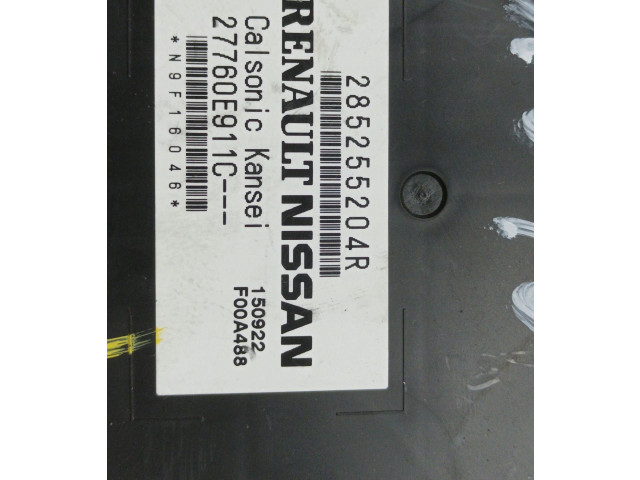 285255204R
RENAULT NISSAN
Calsonic Kansei
27760E911C---
*N9F16046*
150922
F00A488